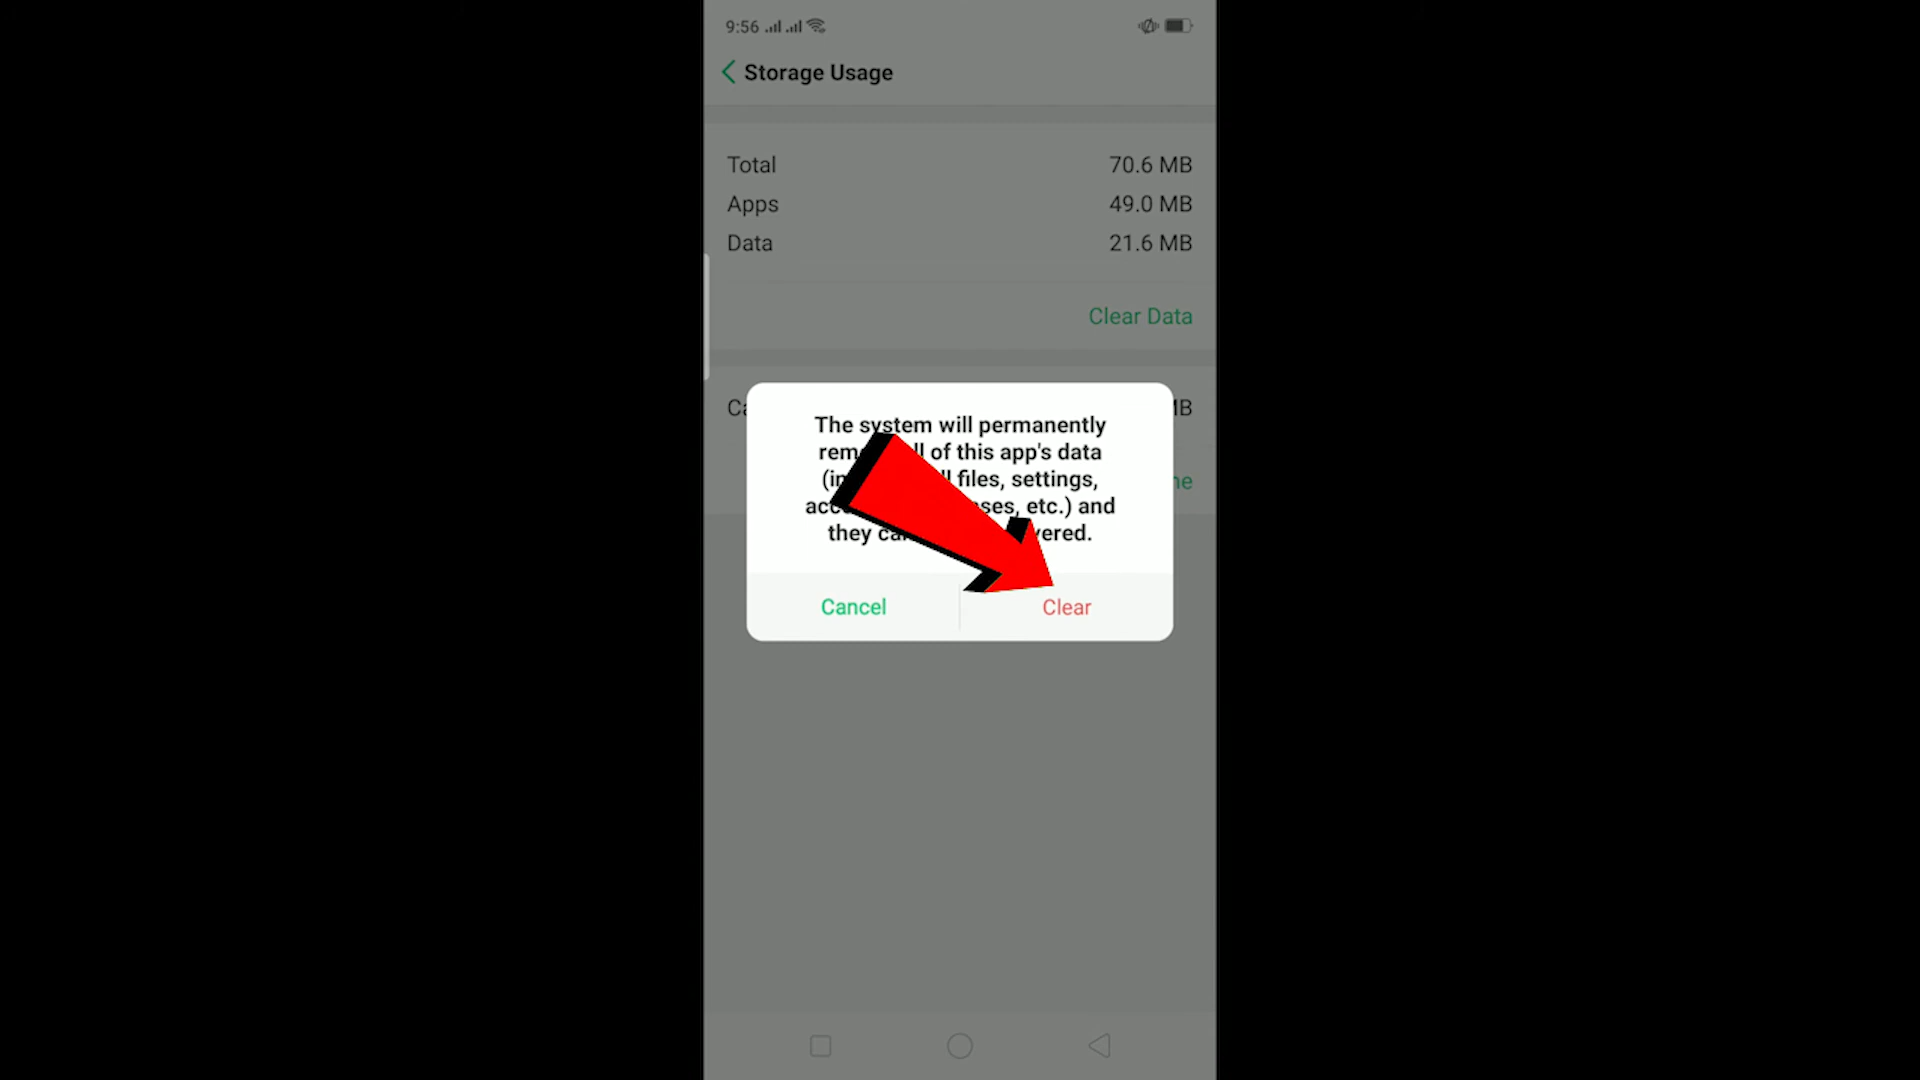 9:56
Storage Usage
Total 70.6 MB
Apps 49.0 MB
Data 21.6 MB
Clear Data
The system will permanently
of this app's data
files, settings,
etc.) and
they
Cancel Clear